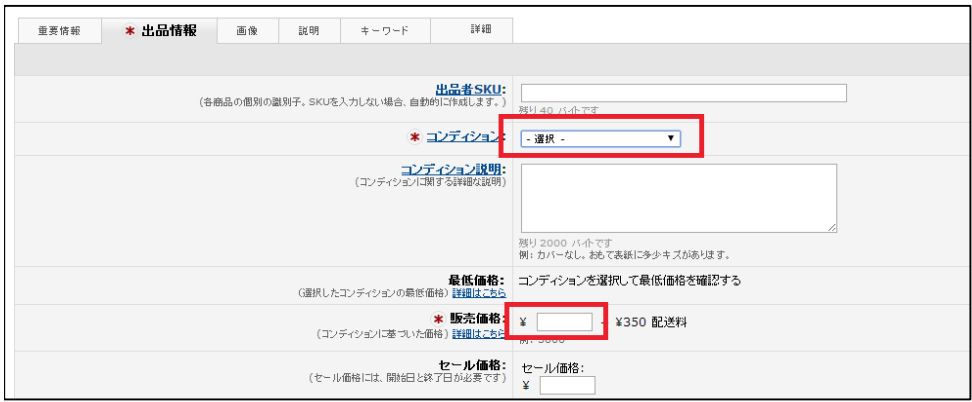 重要情報
* 出品情報
画像
説明
キーワード
詳細
出品者SKU:
(各商品の個別の識別子。SKUを入力しない場合、自動的に作成します。)
残り 40 バイトです
* コンディション:
- 選択 -
コンディション説明:
(コンディションに関する詳細な説明)
残り 2000 バイトです
例: カバーなし。おもて表紙に多少キズがあります。
最低価格:
(選択したコンディションの最低価格) 詳細はこちら
コンディションを選択して最低価格を確認する
* 販売価格:
(コンディションに基づいた価格) 詳細はこちら
¥ + ¥350 配送料
例: 5000
セール価格:
(セール価格には、開始日と終了日が必要です)
セール価格:
¥